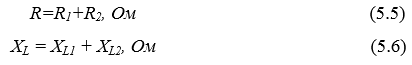 R=R1+R2, Ом (5.5)
XL = XL1 + XL2, Ом (5.6)